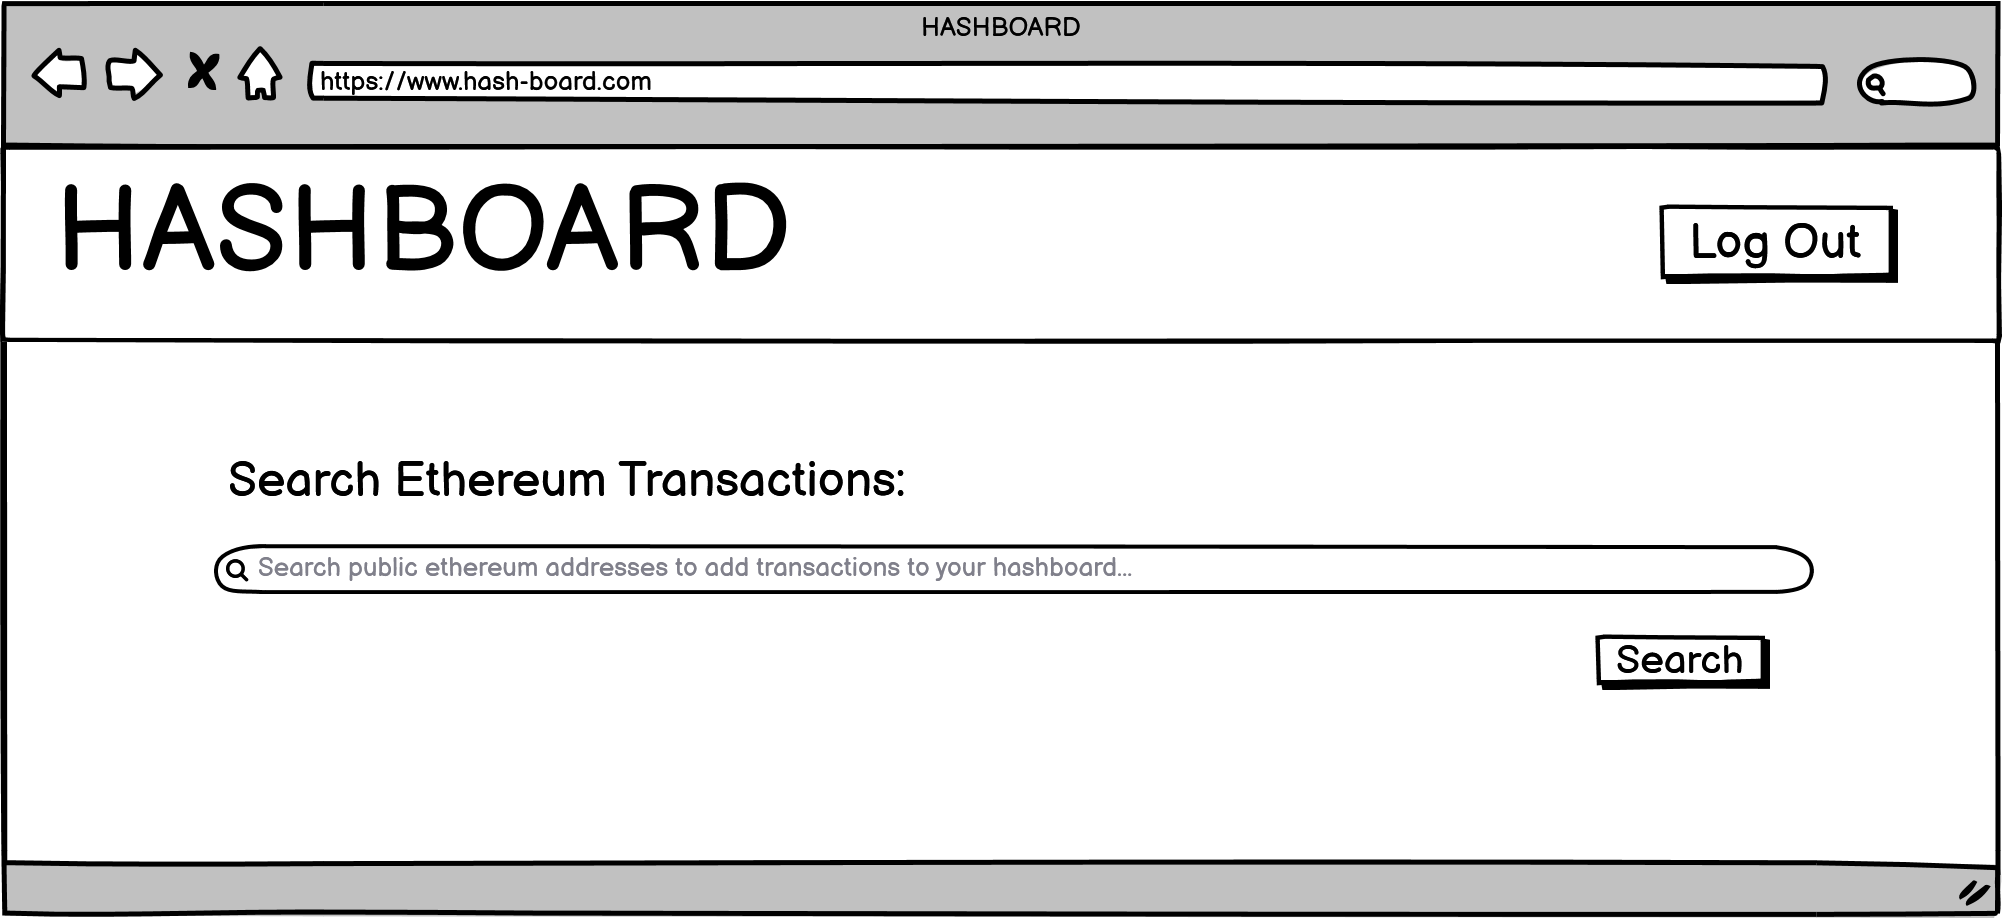 HASHBOARD
https://www.hash-board.com
HASHBOARD
Log Out
Search Ethereum Transactions:
Search public ethereum addresses to add transactions to your hashboard...
Search